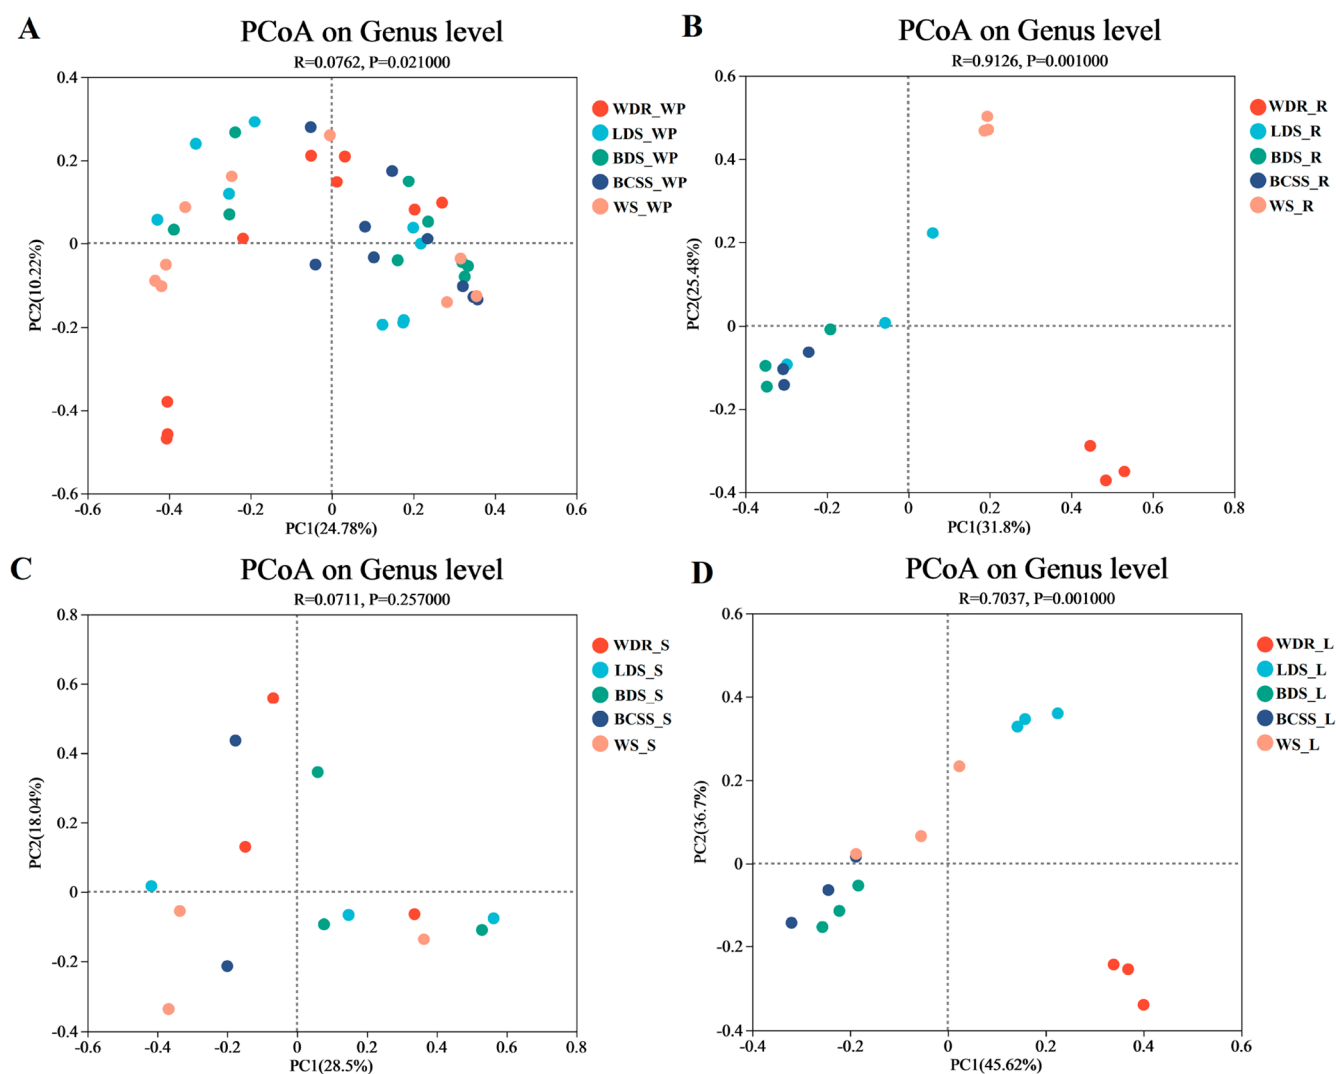 A
PCoA on Genus level
R=0.0762, P=0.021000
0.4
0.2
0
-0.2
-0.4
-0.6
PC2(10.22%)
-0.6
-0.4
-0.2
0
0.2
0.4
0.6
PC1(24.78%)
WDR_WP
LDS_WP
BDS_WP
BCSS_WP
WS_WP
B
PCoA on Genus level
R=0.9126, P=0.001000
0.6
0.4
0.2
0
-0.2
-0.4
PC2(25.48%)
-0.4
-0.2
0
0.2
0.4
0.6
0.8
PC1(31.8%)
WDR_R
LDS_R
BDS_R
BCSS_R
WS_R
C
PCoA on Genus level
R=0.0711, P=0.257000
0.8
0.6
0.4
0.2
0
-0.2
-0.4
PC2(18.04%)
-0.6
-0.4
-0.2
0
0.2
0.4
0.6
0.8
PC1(28.5%)
WDR_S
LDS_S
BDS_S
BCSS_S
WS_S
D
PCoA on Genus level
R=0.7037, P=0.001000
0.6
0.4
0.2
0
-0.2
-0.4
PC2(36.7%)
-0.4
-0.2
0
0.2
0.4
0.6
PC1(45.62%)
WDR_L
LDS_L
BDS_L
BCSS_L
WS_L